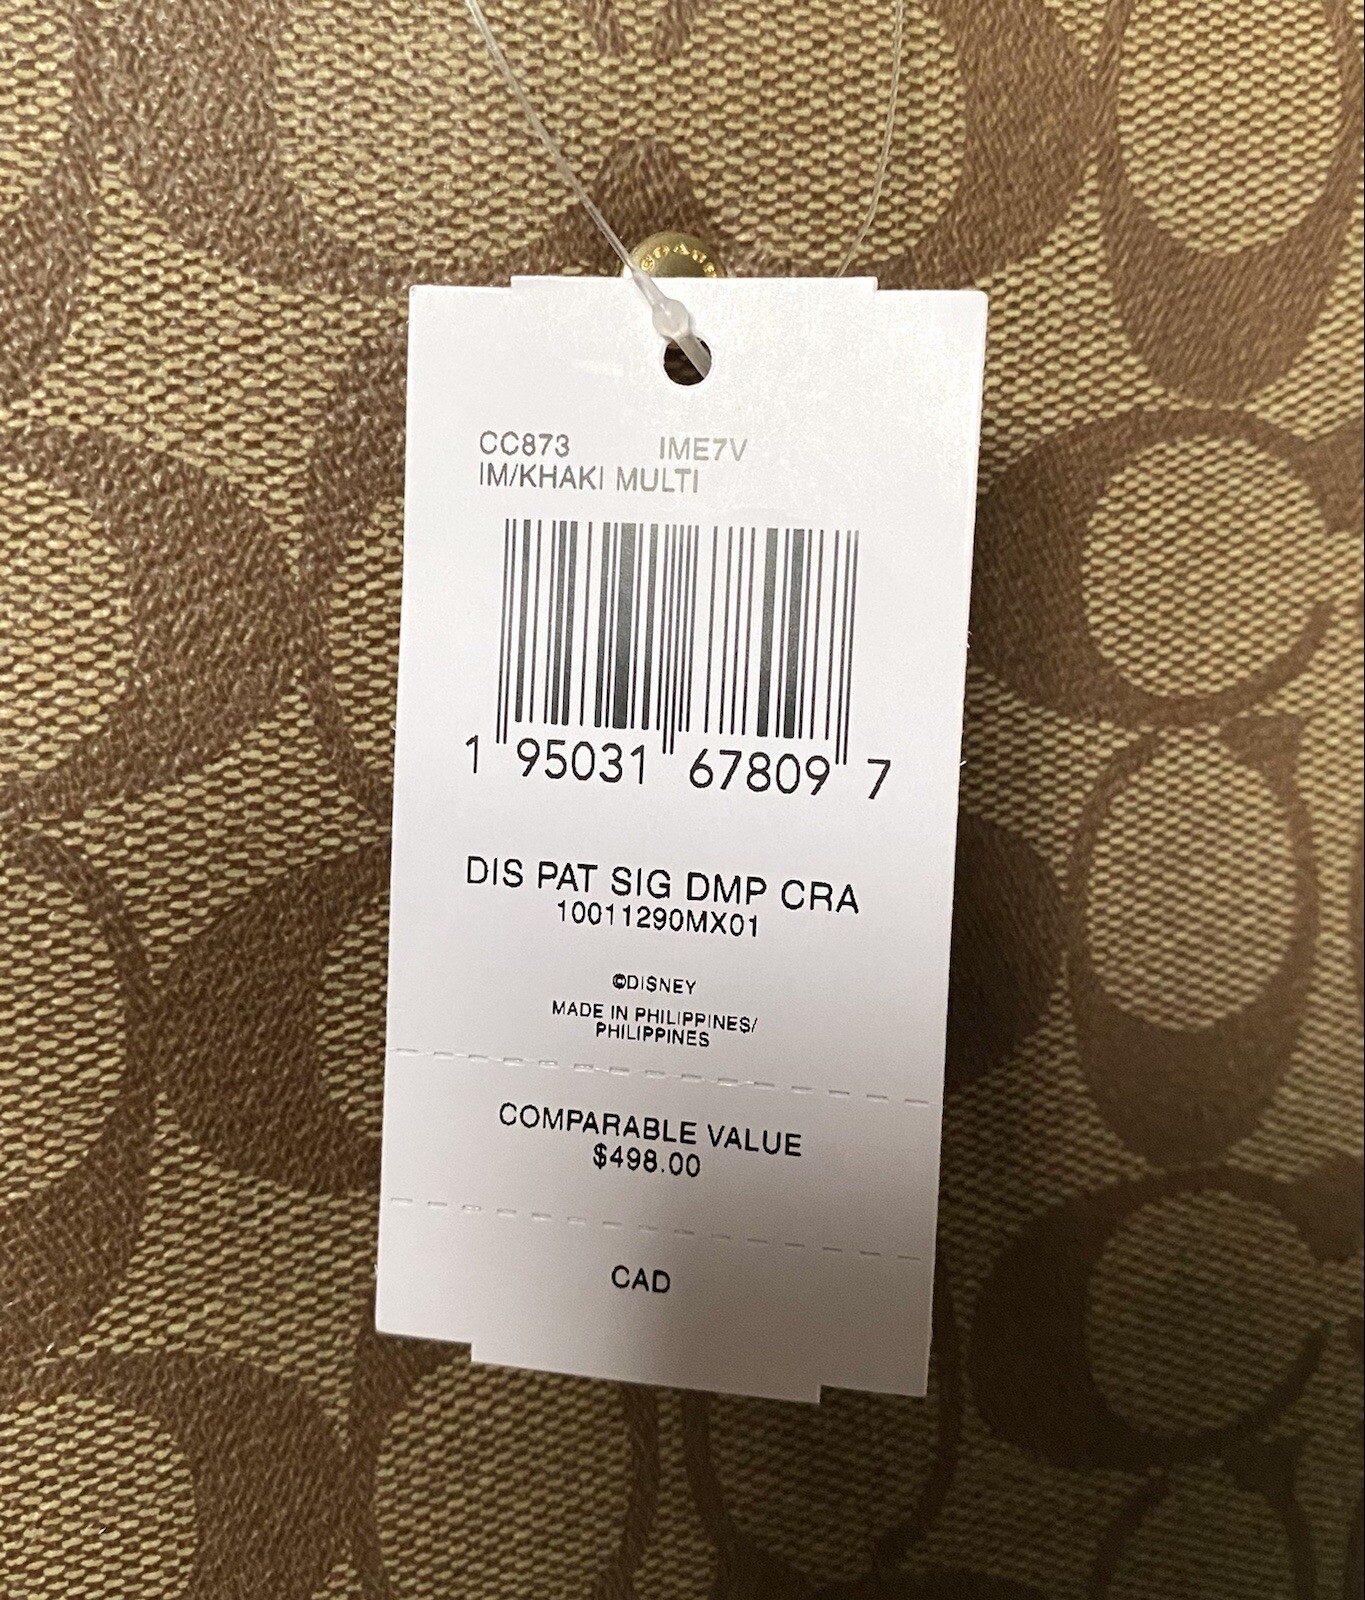 CC873 IME7V
IM/KHAKI MULTI
1 95031 67809 7
DIS PAT SIG DMP CRA
10011290MX01
©DISNEY
MADE IN PHILIPPINES/
PHILIPPINES
COMPARABLE VALUE
$498.00
CAD